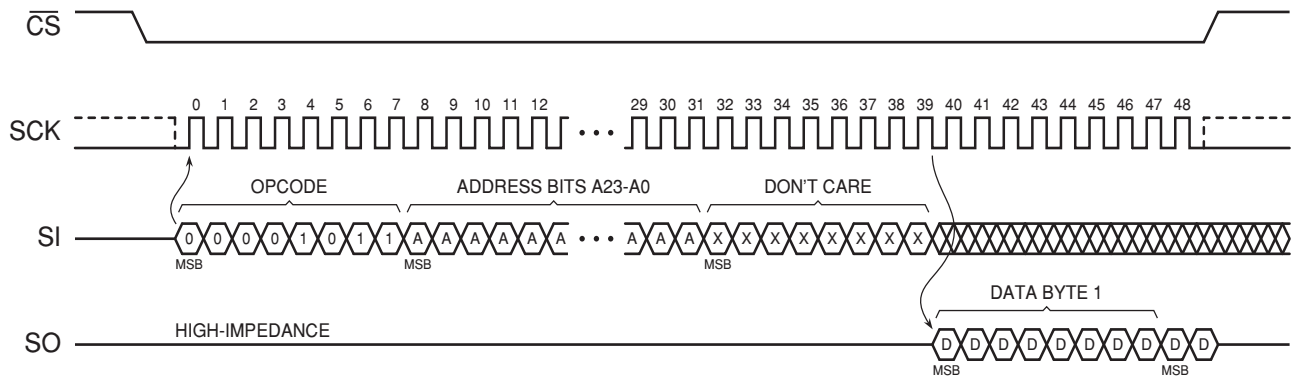 CS
0 1 2 3 4 5 6 7 8 9 10 11 12 29 30 31 32 33 34 35 36 37 38 39 40 41 42 43 44 45 46 47 48
SCK
OPCODE ADDRESS BITS A23-A0 DON'T CARE
SI 0 0 0 0 1 0 1 1 A A A A A A A A A X X X X X X X X
MSB MSB MSB
DATA BYTE 1
HIGH-IMPEDANCE
SO D D D D D D D D D D
MSB MSB